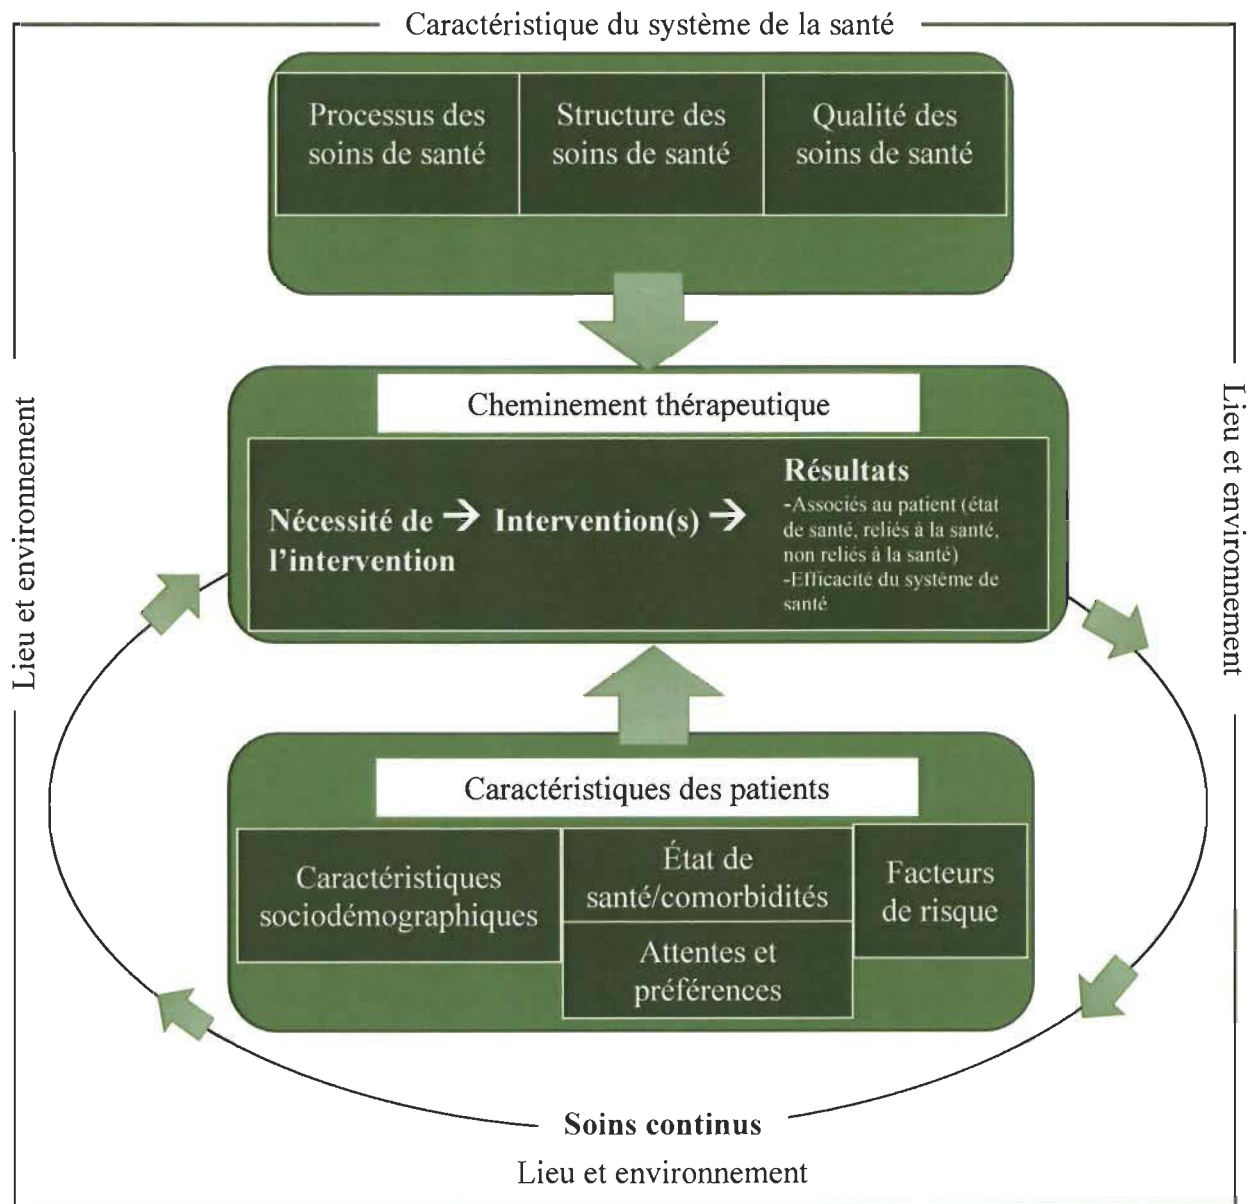 Caractéristique du système de la santé
Processus des
soins de santé
Structure des
soins de santé
Qualité des
soins de santé
Lieu et environnement
Lieu et environnement
Cheminement thérapeutique
Nécessité de → Intervention(s) →
l'intervention
Résultats
-Associés au patient (état
de santé, reliés à la santé,
non reliés à la santé)
-Efficacité du système de
santé
Caractéristiques des patients
Caractéristiques
sociodémographiques
État de
santé/comorbidités
Attentes et
préférences
Facteurs
de risque
Soins continus
Lieu et environnement